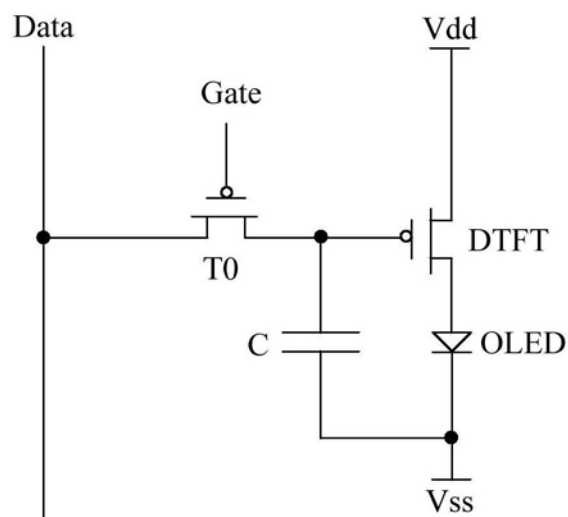 Data
Vdd
Gate
T0
DTFT
C
OLED
Vss